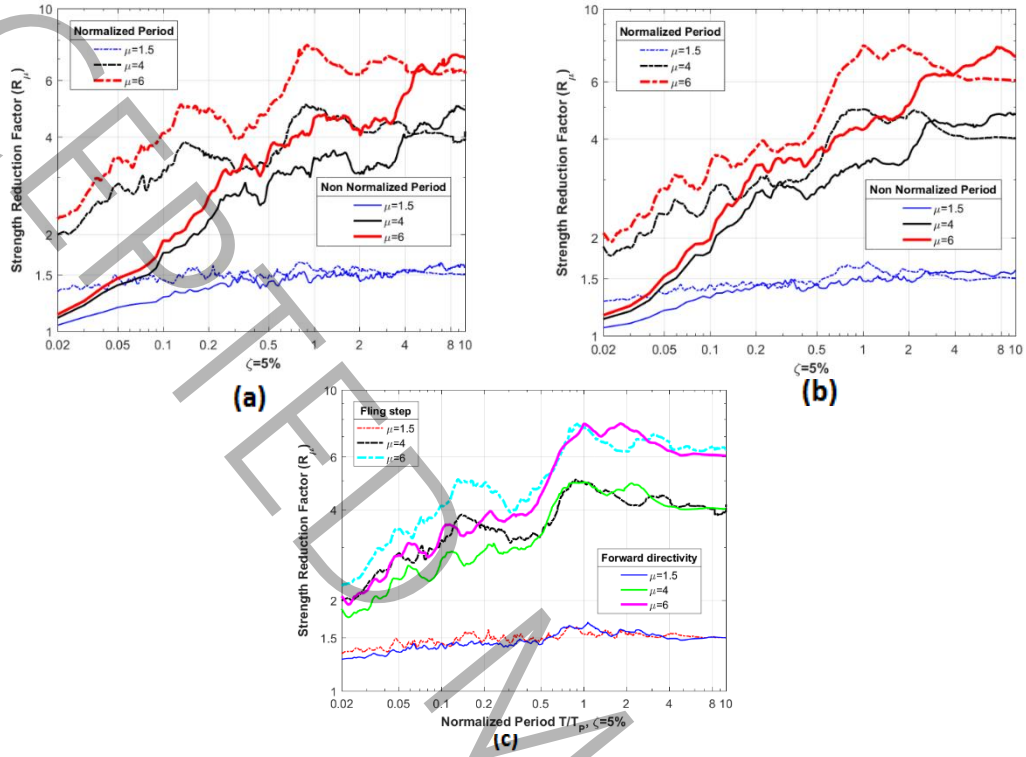 10
6
4
2
1.5
1
Strength Reduction Factor (Rμ)
Normalized Period
μ=1.5
μ=4
μ=6
Non Normalized Period
μ=1.5
μ=4
μ=6
0.02 0.05 0.1 0.2 0.5 1 2 4 8 10
ζ=5%
(a)
10
6
4
2
1.5
1
Strength Reduction Factor (Rμ)
Normalized Period
μ=1.5
μ=4
μ=6
Non Normalized Period
μ=1.5
μ=4
μ=6
0.02 0.05 0.1 0.2 0.5 1 2 4 8 10
ζ=5%
(b)
10
6
4
2
1.5
1
Strength Reduction Factor (Rμ)
Fling step
μ=1.5
μ=4
μ=6
Forward directivity
μ=1.5
μ=4
μ=6
0.02 0.05 0.1 0.2 0.5 1 2 4 8 10
Normalized Period T/TP, ζ=5%
(c)